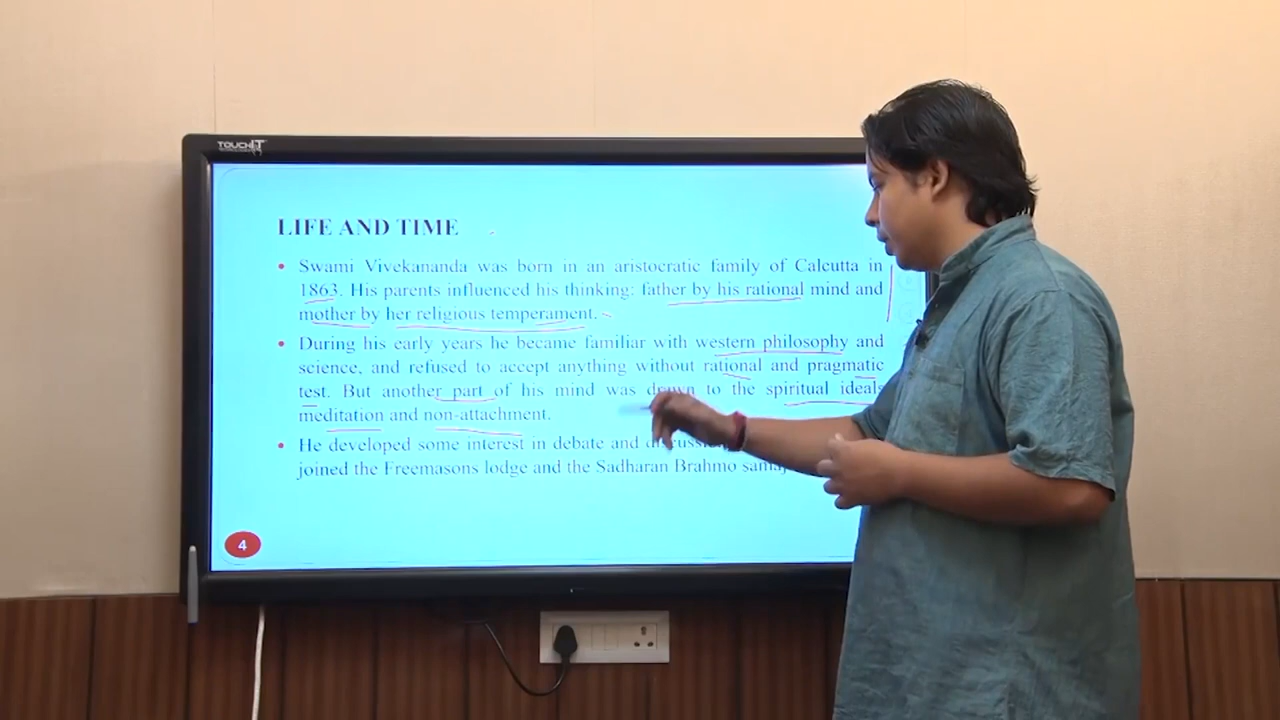 TOUCHIT
LIFE AND TIME
• Swami Vivekananda was born in an aristocratic family of Calcutta in
1863. His parents influenced his thinking: father by his rational mind and
mother by her religious temperament.
• During his early years he became familiar with western philosophy and
science, and refused to accept anything without rational and pragmatic
test. But another part of his mind was drawn to the spiritual ideals
meditation and non-attachment.
• He developed some interest in debate and
joined the Freemasons lodge and the Sadharan Brahmo samaj
4